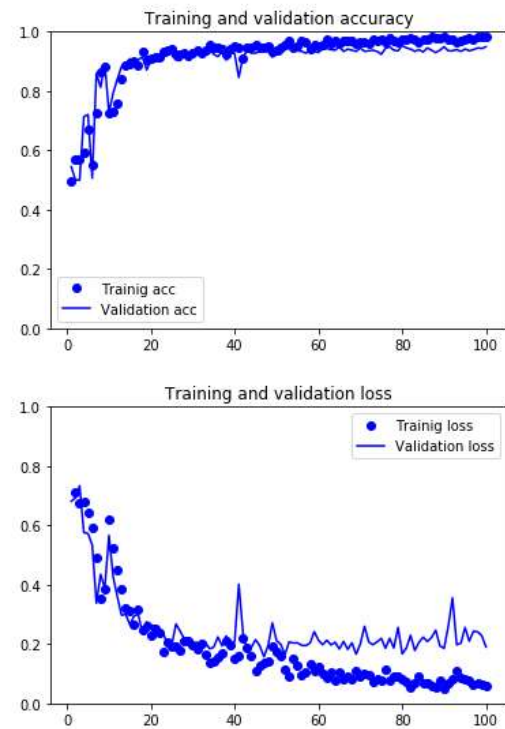 Training and validation accuracy
1.0
0.8
0.6
0.4
0.2
0.0
Trainig acc
Validation acc
0 20 40 60 80 100
Training and validation loss
1.0
0.8
0.6
0.4
0.2
0.0
Trainig loss
Validation loss
0 20 40 60 80 100